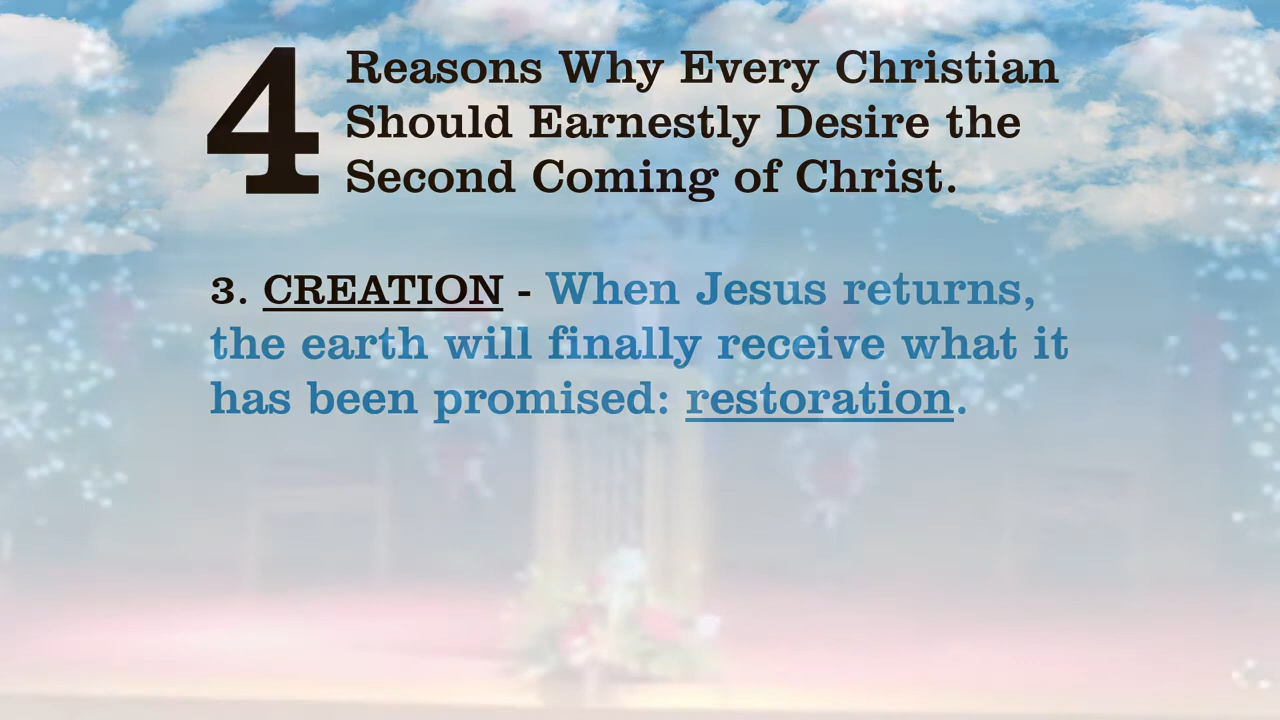 4 Reasons Why Every Christian
Should Earnestly Desire the
Second Coming of Christ.
3. CREATION - When Jesus returns,
the earth will finally receive what it
has been promised: restoration.